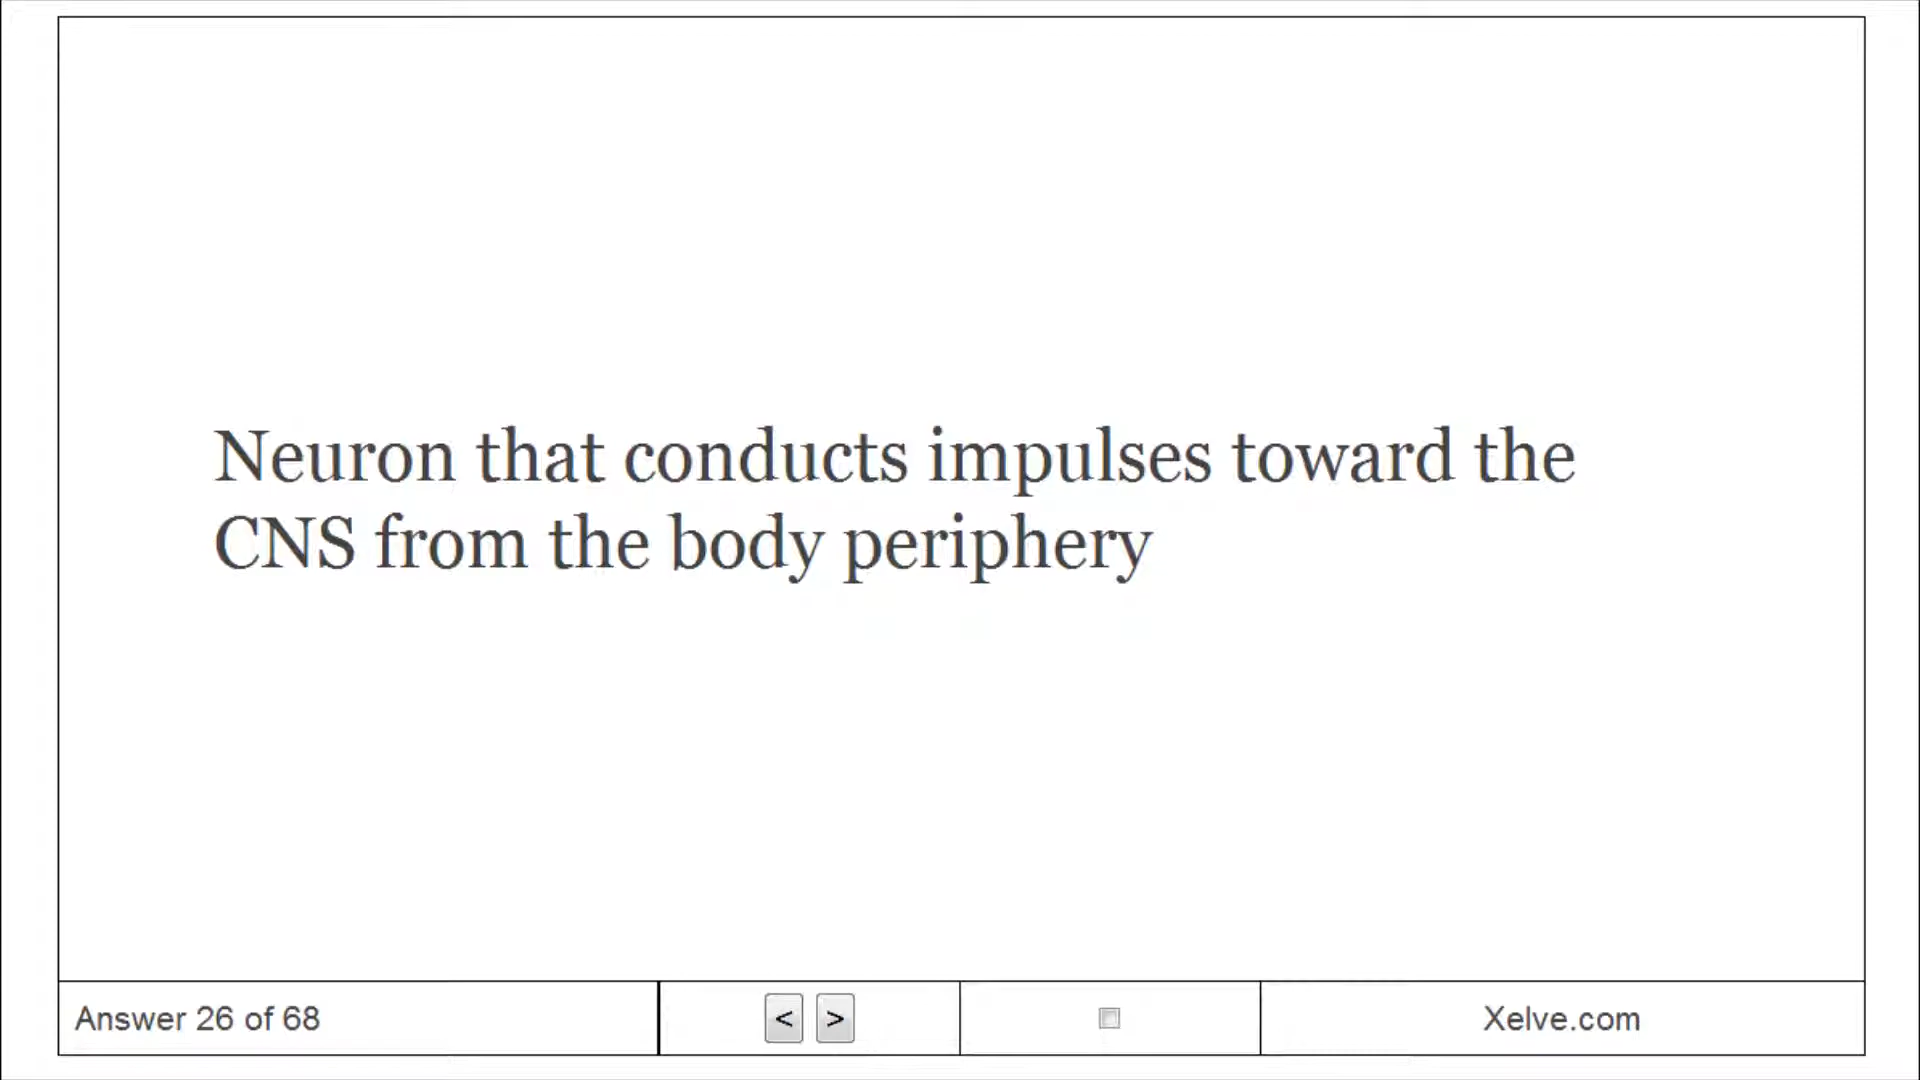 Neuron that conducts impulses toward the
CNS from the body periphery
Answer 26 of 68
< >
Xelve.com